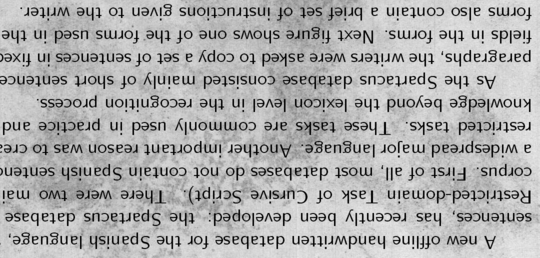 A new offline handwritten database for the Spanish language,
sentences, has recently been developed: the Spartacus database
Restricted-domain Task of Cursive Script). There were two mai
corpus. First of all, most databases do not contain Spanish senten
a widespread major language. Another important reason was to crea
restricted tasks. These tasks are commonly used in practice and
knowledge beyond the lexicon level in the recognition process.
As the Spartacus database consisted mainly of short sentence
paragraphs, the writers were asked to copy a set of sentences in fixed
fields in the forms. Next figure shows one of the forms used in the
forms also contain a brief set of instructions given to the writer.